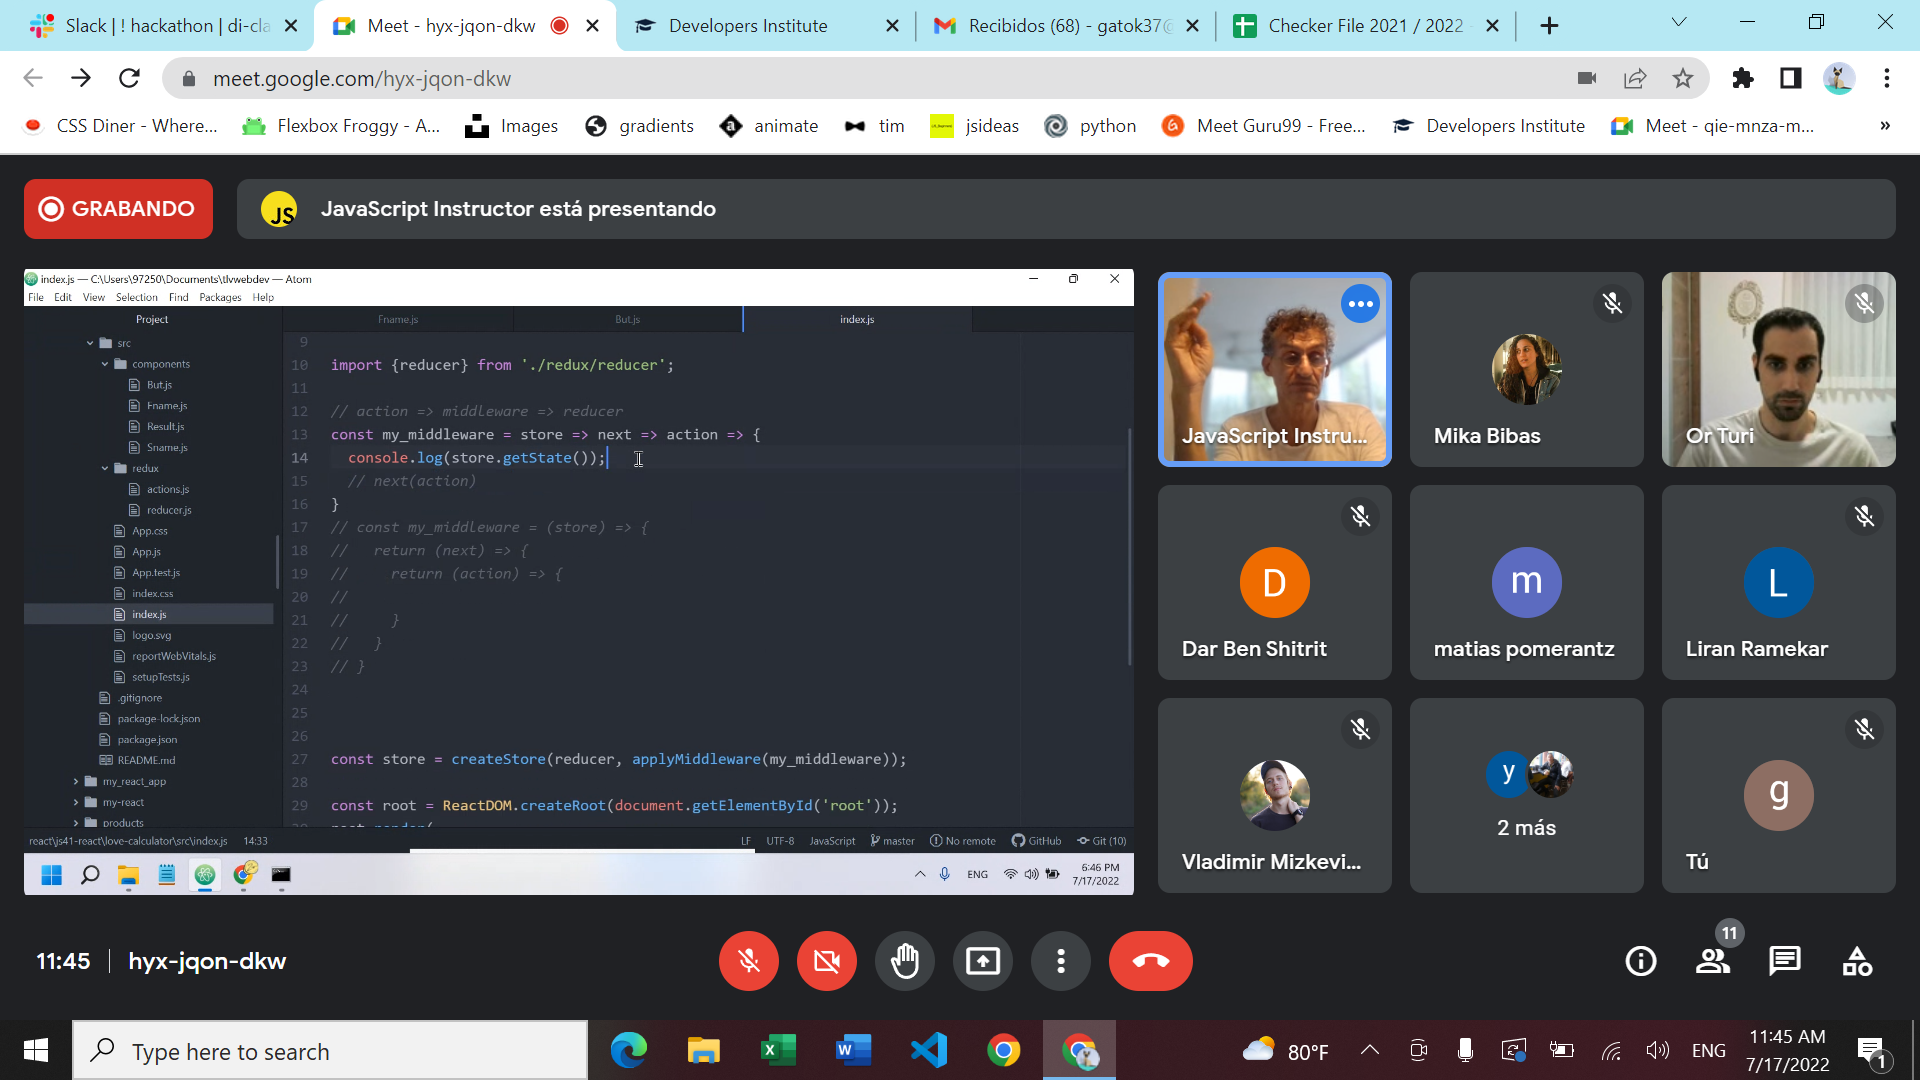 Slack | ! hackathon | di-cla
Meet - hyx-jqon-dkw
Developers Institute
Recibidos (68) - gatok37@
Checker File 2021 / 2022 -
meet.google.com/hyx-jqon-dkw
CSS Diner - Where...
Flexbox Froggy - A...
Images
gradients
animate
tim
jsideas
python
Meet Guru99 - Free...
Developers Institute
Meet - qie-mnza-m...
»
GRABANDO
JS
JavaScript Instructor está presentando
index.js — C:\Users\97250\Documents\tlvwebdev — Atom
File Edit View Selection Find Packages Help
Project
Fname.js
But.js
index.js
src
components
But.js
Fname.js
Result.js
Sname.js
redux
actions.js
reducer.js
App.css
App.js
App.test.js
index.css
index.js
logo.svg
reportWebVitals.js
setupTests.js
.gitignore
package-lock.json
package.json
README.md
my_react_app
my-react
products
9
10 import {reducer} from './redux/reducer';
11
12 // action => middleware => reducer
13 const my_middleware = store => next => action => {
14 console.log(store.getState());
15 // next(action)
16 }
17 // const my_middleware = (store) => {
18 // return (next) => {
19 // return (action) => {
20 //
21 // }
22 // }
23 // }
24
25
26
27 const store = createStore(reducer, applyMiddleware(my_middleware));
28
29 const root = ReactDOM.createRoot(document.getElementById('root'));
react\js41-react\love-calculator\src\index.js 14:33
LF UTF-8 JavaScript master No remote GitHub Git (10)
ENG
6:46 PM
7/17/2022
JavaScript Instru...
Mika Bibas
Or Turi
D
Dar Ben Shitrit
m
matias pomerantz
L
Liran Ramekar
Vladimir Mizkevi...
y
2 más
g
Tú
11:45 | hyx-jqon-dkw
11
Type here to search
80°F
ENG
11:45 AM
7/17/2022
1